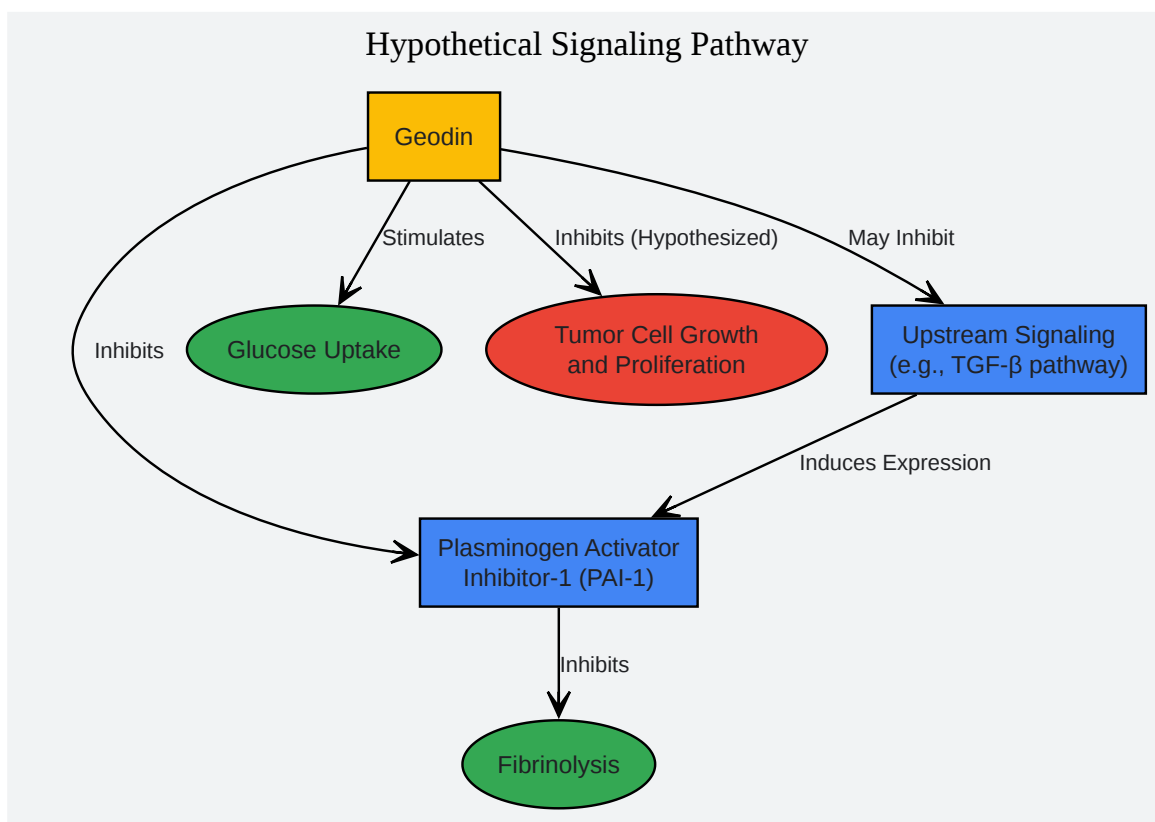 Hypothetical Signaling Pathway
Geodin
Stimulates
Inhibits (Hypothesized)
May Inhibit
Inhibits
Glucose Uptake
Tumor Cell Growth
and Proliferation
Upstream Signaling
(e.g., TGF-β pathway)
Induces Expression
Plasminogen Activator
Inhibitor-1 (PAI-1)
Inhibits
Fibrinolysis